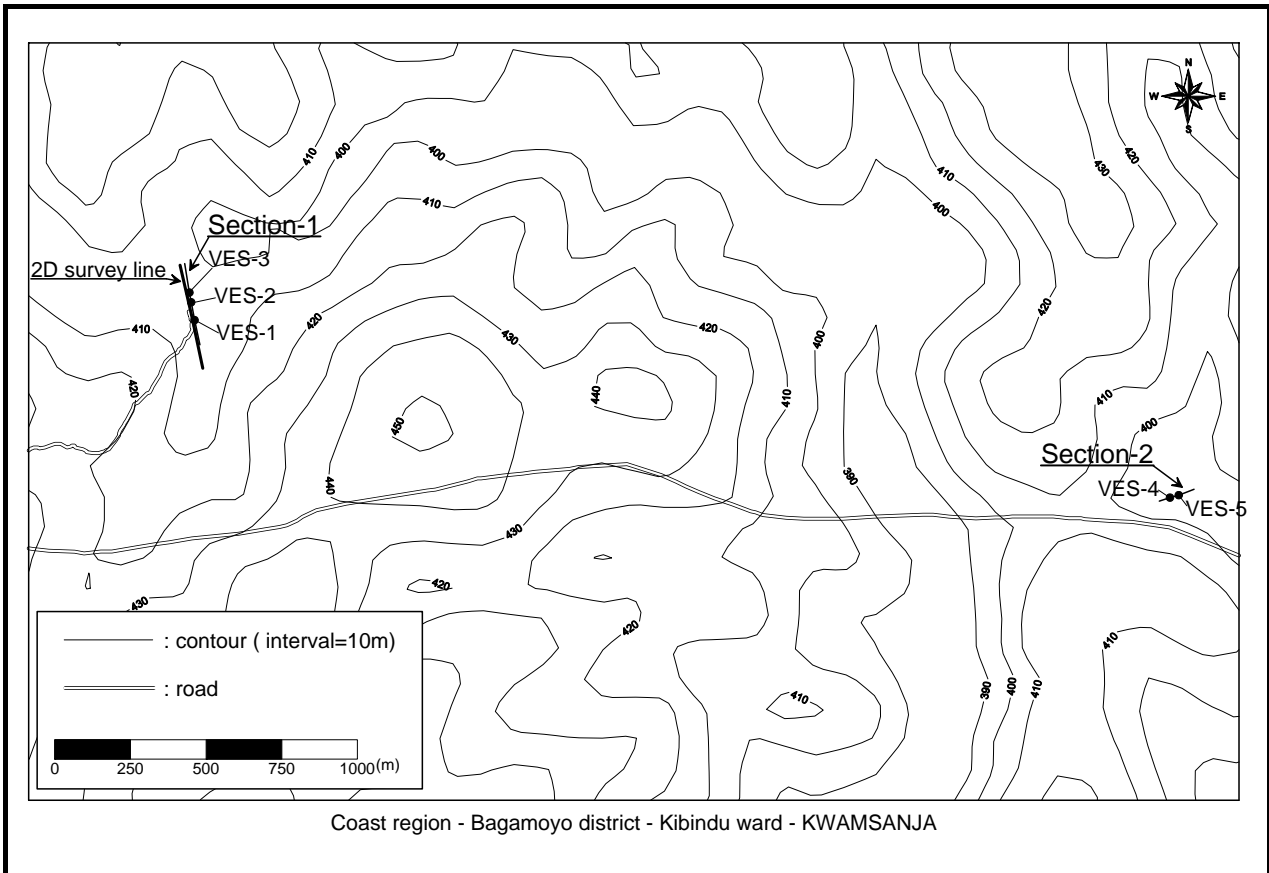 N
W E
S
410
400
400
410
410
400
420
430
Section-1
VES-3
2D survey line
VES-2
VES-1
410
420
420
430
420
400
420
440
410
410
450
440
400
Section-2
VES-4
VES-5
390
430
420
430
420
410
410
390
400
410
: contour ( interval=10m)
: road
0 250 500 750 1000(m)
Coast region - Bagamoyo district - Kibindu ward - KWAMSANJA